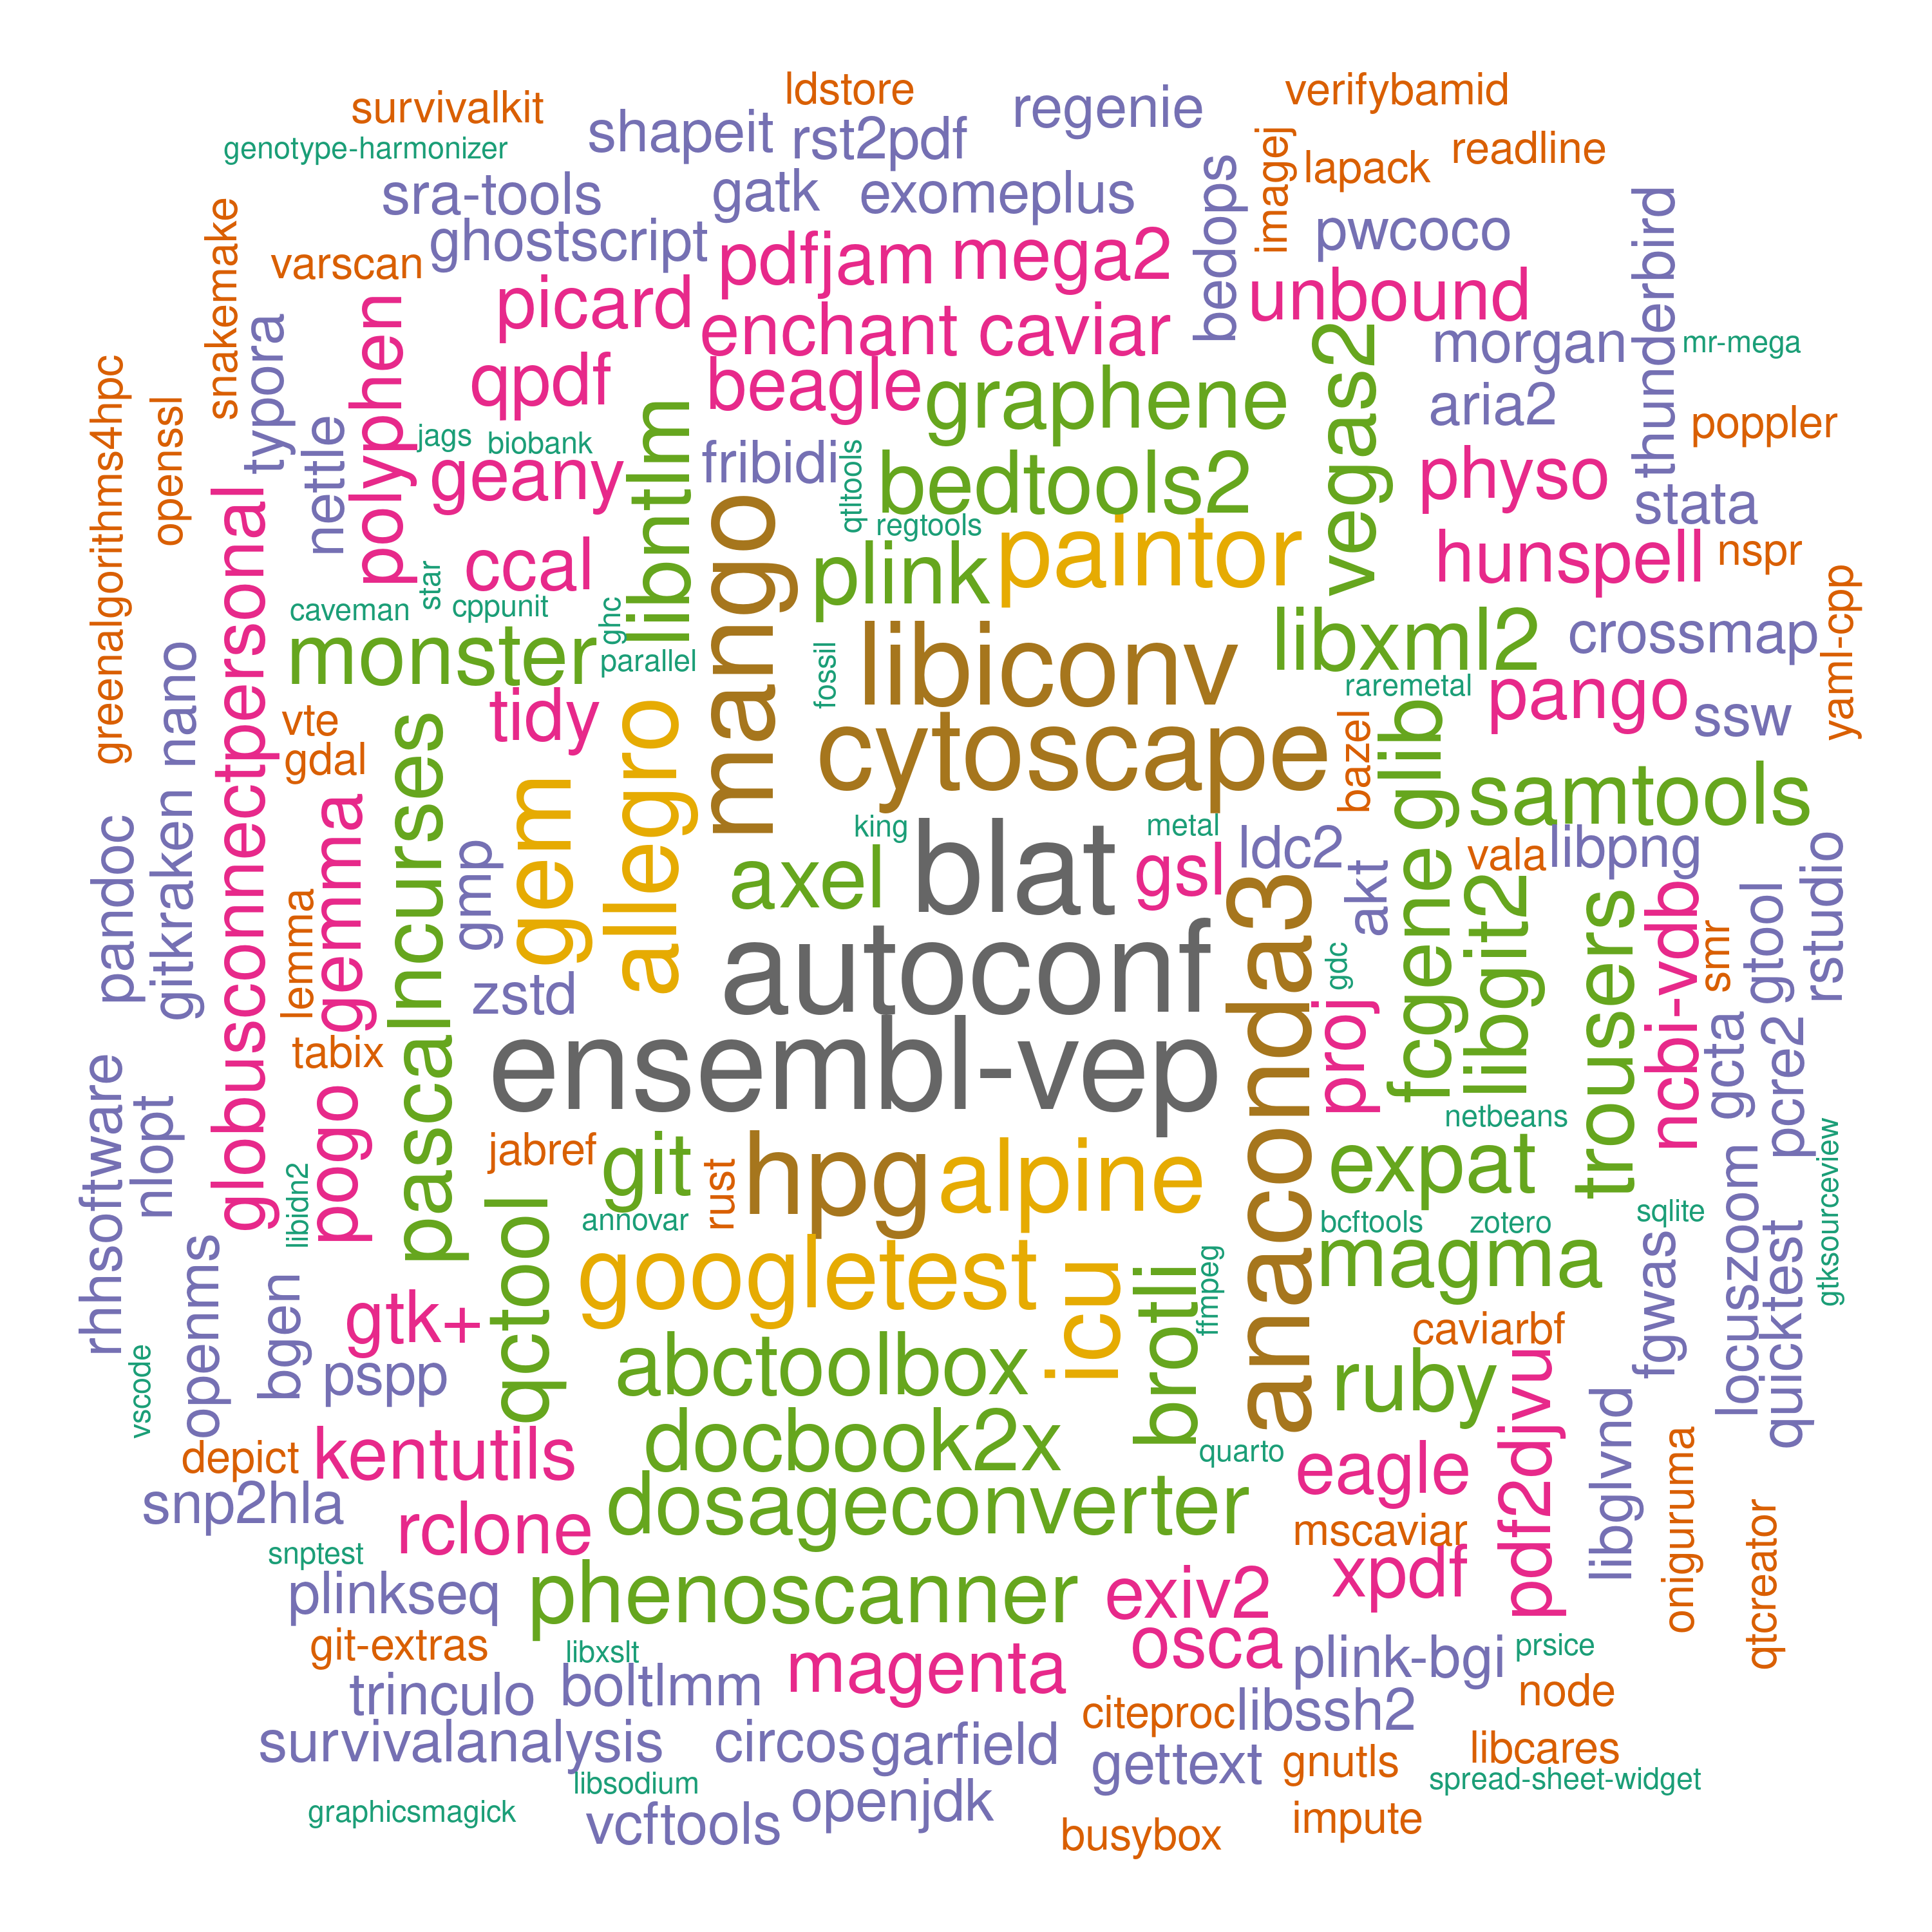 ldstore
verifybamid
survivalkit
regenie
shapeit
rst2pdf
genotype-harmonizer
imagej
lapack
readline
sra-tools
gatk
exomeplus
bedops
pwcoco
thunderbird
snakemake
varscan
ghostscript
pdfjam
mega2
picard
unbound
enchant
caviar
typora
polyphen
vegas2
morgan
mr-mega
greenalgorithms4hpc
openssl
qpdf
beagle
graphene
aria2
poppler
nettle
jags
biobank
libntlm
fribidi
qtltools
bedtools2
physo
geany
globusconnectpersonal
mango
regtools
stata
ccal
star
plink
paintor
hunspell
nspr
caveman
cppunit
ghc
yaml-cpp
monster
parallel
fossil
libiconv
libxml2
crossmap
nano
raremetal
pango
vte
tidy
allegro
cytoscape
bazel
glib
ssw
gdal
pascal
ncurses
gem
samtools
gitkraken
pandoc
gemma
gmp
king
metal
ldc2
vala
libpng
axel
blat
gsl
akt
fcgene
libgit2
trousers
ncbi-vdb
gtool
rstudio
lemma
anaconda3
smr
zstd
autoconf
gdc
proj
gcta
pcre2
tabix
ensembl-vep
rhhsoftware
nlopt
pogo
netbeans
jabref
git
rust
hpg
alpine
expat
locuszoom
gtksourceview
libidn2
qctool
annovar
bcftools
zotero
sqlite
openms
bgen
googletest
icu
brotli
ffmpeg
magma
fgwas
quicktest
gtk+
caviarbf
vscode
pspp
abctoolbox
ruby
pdf2djvu
libglvnd
depict
kentutils
docbook2x
quarto
eagle
oniguruma
snp2hla
rclone
dosageconverter
mscaviar
qtcreator
snptest
xpdf
plinkseq
phenoscanner
exiv2
git-extras
libxslt
osca
plink-bgi
prsice
trinculo
boltlmm
magenta
citeproc
libssh2
node
survivalanalysis
circos
garfield
gettext
gnutls
libcares
libsodium
spread-sheet-widget
graphicsmagick
vcftools
openjdk
busybox
impute